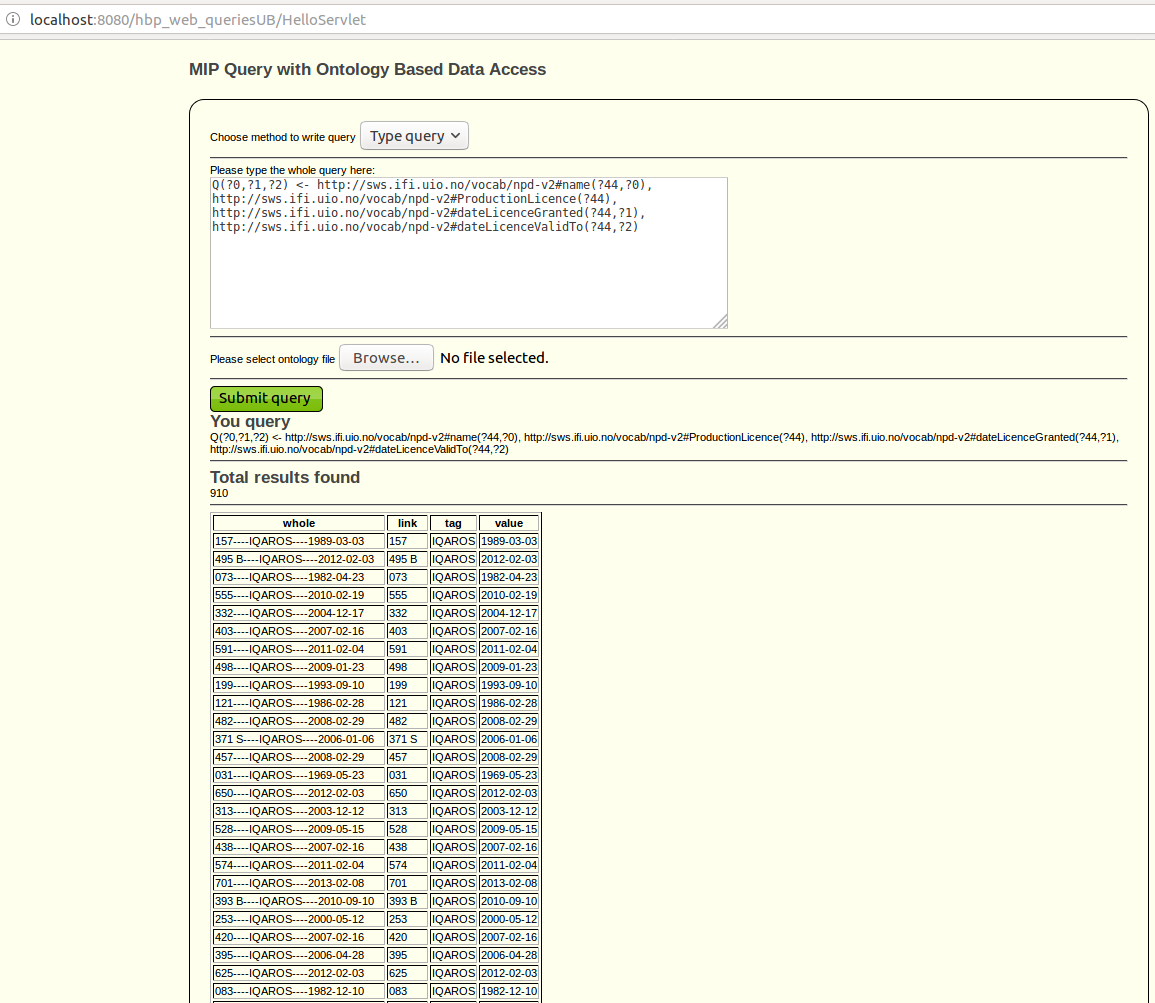 localhost:8080/hbp_web_queriesUB/HelloServlet
MIP Query with Ontology Based Data Access
Choose method to write query Type query
Please type the whole query here:
Q(?0,?1,?2) <- http://sws.ifi.uio.no/vocab/npd-v2#name(?44,?0),
http://sws.ifi.uio.no/vocab/npd-v2#ProductionLicence(?44),
http://sws.ifi.uio.no/vocab/npd-v2#dateLicenceGranted(?44,?1),
http://sws.ifi.uio.no/vocab/npd-v2#dateLicenceValidTo(?44,?2)
Please select ontology file Browse... No file selected.
Submit query
You query
Q(?0,?1,?2) <- http://sws.ifi.uio.no/vocab/npd-v2#name(?44,?0), http://sws.ifi.uio.no/vocab/npd-v2#ProductionLicence(?44), http://sws.ifi.uio.no/vocab/npd-v2#dateLicenceGranted(?44,?1),
http://sws.ifi.uio.no/vocab/npd-v2#dateLicenceValidTo(?44,?2)
Total results found
910
whole link tag value
157----IQAROS----1989-03-03 157 IQAROS 1989-03-03
495 B----IQAROS----2012-02-03 495 B IQAROS 2012-02-03
073----IQAROS----1982-04-23 073 IQAROS 1982-04-23
555----IQAROS----2010-02-19 555 IQAROS 2010-02-19
332----IQAROS----2004-12-17 332 IQAROS 2004-12-17
403----IQAROS----2007-02-16 403 IQAROS 2007-02-16
591----IQAROS----2011-02-04 591 IQAROS 2011-02-04
498----IQAROS----2009-01-23 498 IQAROS 2009-01-23
199----IQAROS----1993-09-10 199 IQAROS 1993-09-10
121----IQAROS----1986-02-28 121 IQAROS 1986-02-28
482----IQAROS----2008-02-29 482 IQAROS 2008-02-29
371 S----IQAROS----2006-01-06 371 S IQAROS 2006-01-06
457----IQAROS----2008-02-29 457 IQAROS 2008-02-29
031----IQAROS----1969-05-23 031 IQAROS 1969-05-23
650----IQAROS----2012-02-03 650 IQAROS 2012-02-03
313----IQAROS----2003-12-12 313 IQAROS 2003-12-12
528----IQAROS----2009-05-15 528 IQAROS 2009-05-15
438----IQAROS----2007-02-16 438 IQAROS 2007-02-16
574----IQAROS----2011-02-04 574 IQAROS 2011-02-04
701----IQAROS----2013-02-08 701 IQAROS 2013-02-08
393 B----IQAROS----2010-09-10 393 B IQAROS 2010-09-10
253----IQAROS----2000-05-12 253 IQAROS 2000-05-12
420----IQAROS----2007-02-16 420 IQAROS 2007-02-16
395----IQAROS----2006-04-28 395 IQAROS 2006-04-28
625----IQAROS----2012-02-03 625 IQAROS 2012-02-03
083----IQAROS----1982-12-10 083 IQAROS 1982-12-10